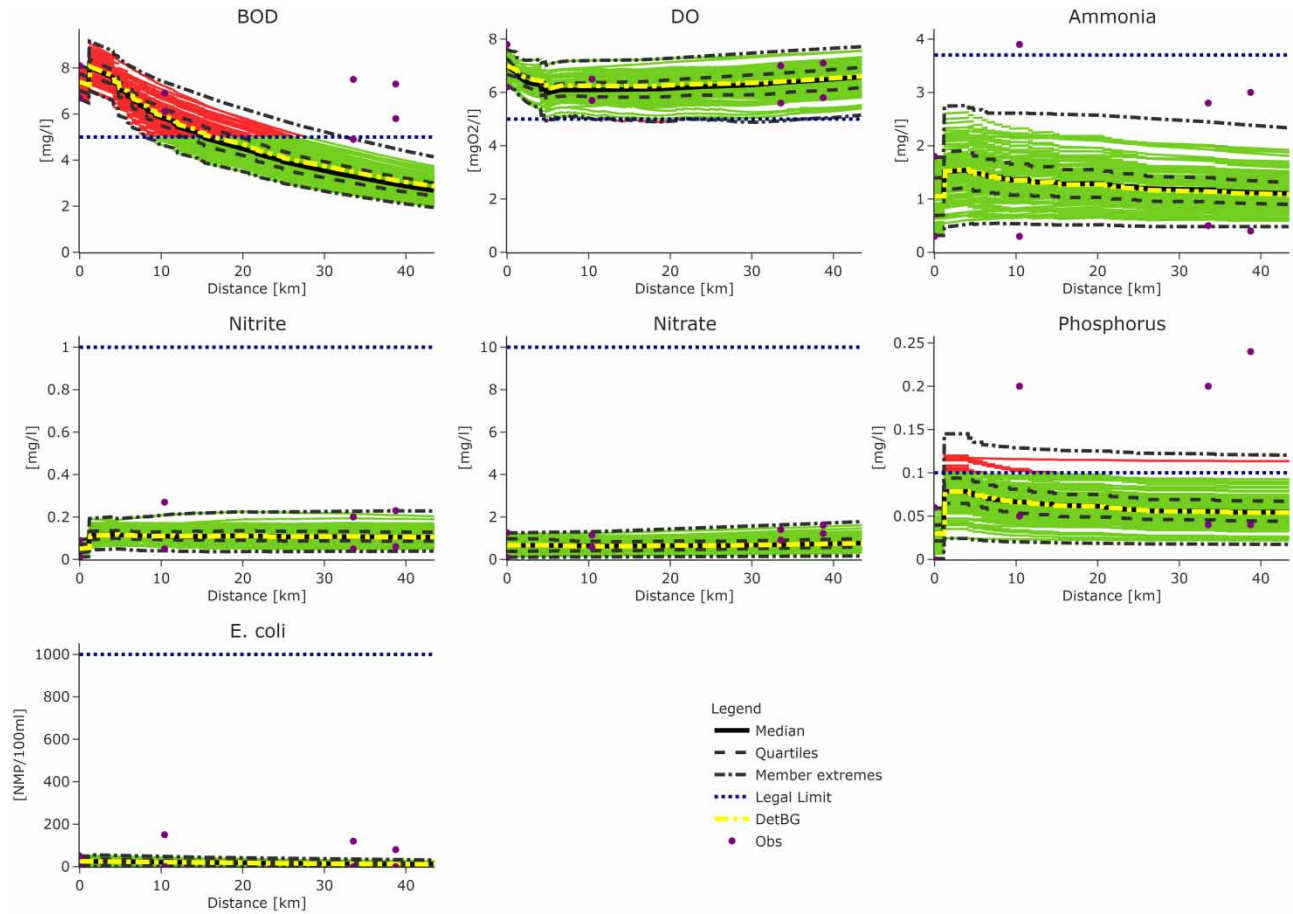 BOD
DO
Ammonia
8
6
4
2
0
[mg/l]
0
10
20
30
40
Distance [km]
8
6
4
2
0
[mgO2/l]
0
10
20
30
40
Distance [km]
4
3
2
1
0
[mg/l]
0
10
20
30
40
Distance [km]
Nitrite
Nitrate
Phosphorus
1
0.8
0.6
0.4
0.2
0
[mg/l]
0
10
20
30
40
Distance [km]
10
8
6
4
2
0
[mg/l]
0
10
20
30
40
Distance [km]
0.25
0.2
0.15
0.1
0.05
0
[mg/l]
0
10
20
30
40
Distance [km]
E. coli
1000
800
600
400
200
0
[NMP/100ml]
0
10
20
30
40
Distance [km]
Legend
Median
Quartiles
Member extremes
Legal Limit
DetBG
Obs